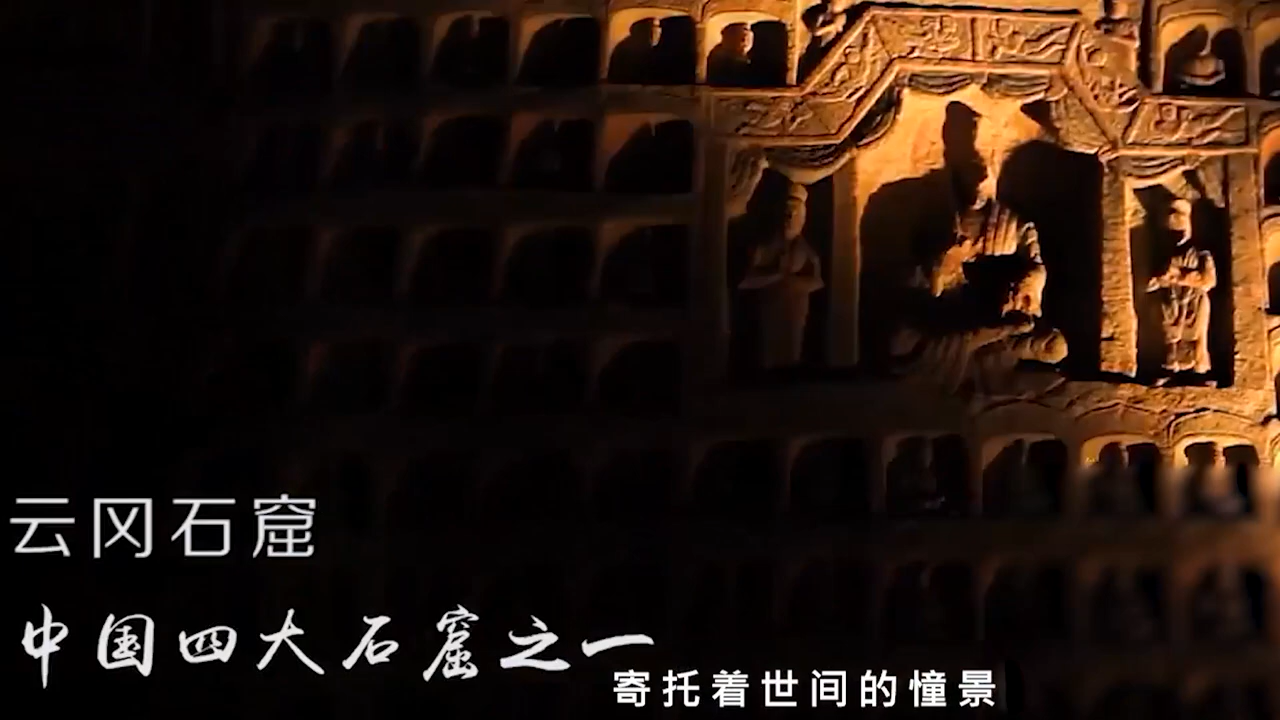 云冈石窟
中国四大石窟之一
寄托着世间的憧景